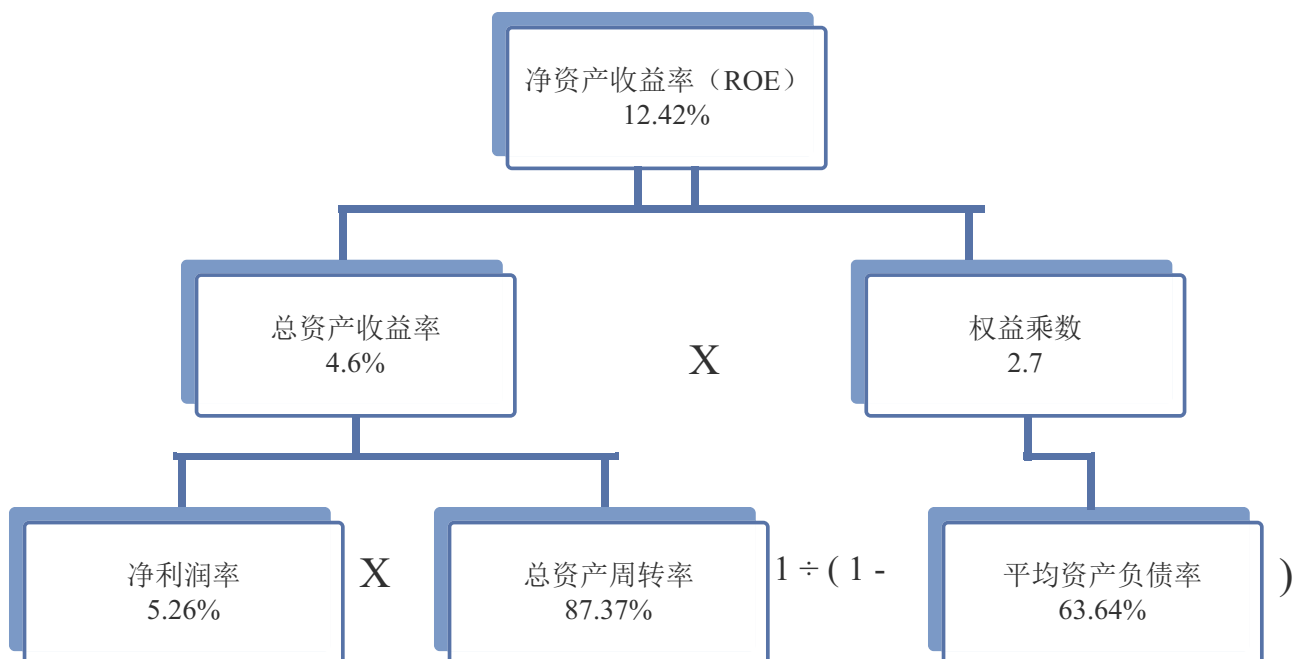 净资产收益率（ROE）
12.42%
总资产收益率
4.6%
X
权益乘数
2.7
净利润率
5.26%
X
总资产周转率
87.37%
1 ÷ ( 1 -
平均资产负债率
63.64%
)